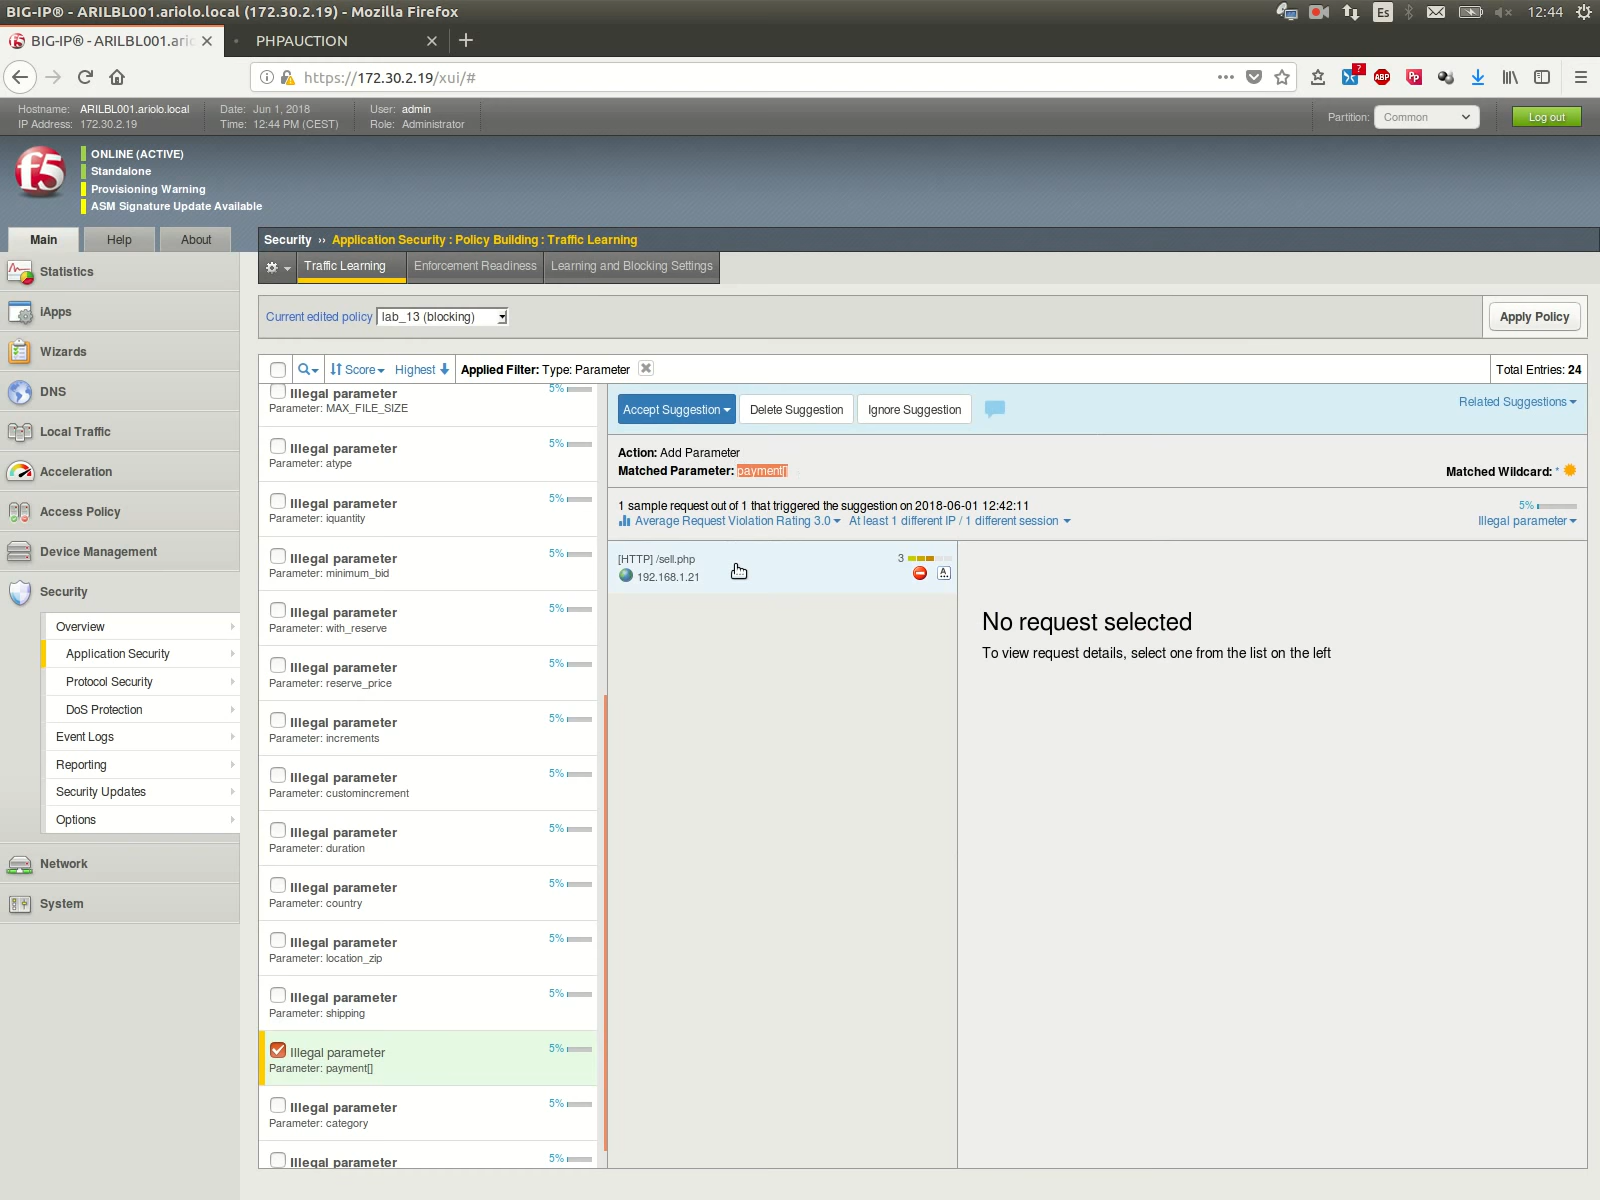 BIG-IP® - ARILBL001.ariolo.local (172.30.2.19) - Mozilla Firefox
Es
12:44
BIG-IP® - ARILBL001.ario
PHPAUCTION
https://172.30.2.19/xui/#
?
ABP
Hostname: ARILBL001.ariolo.local
Date: Jun 1, 2018
User: admin
IP Address: 172.30.2.19
Time: 12:44 PM (CEST)
Role: Administrator
Partition: Common
Log out
f5
ONLINE (ACTIVE)
Standalone
Provisioning Warning
ASM Signature Update Available
Main
Help
About
Security ›› Application Security : Policy Building : Traffic Learning
Traffic Learning
Enforcement Readiness
Learning and Blocking Settings
Statistics
iApps
Wizards
DNS
Local Traffic
Acceleration
Access Policy
Device Management
Security
Overview
Application Security
Protocol Security
DoS Protection
Event Logs
Reporting
Security Updates
Options
Network
System
Current edited policy lab_13 (blocking)
Apply Policy
Score
Highest
Applied Filter: Type: Parameter
Total Entries: 24
Illegal parameter 5%
Parameter: MAX_FILE_SIZE
Illegal parameter 5%
Parameter: atype
Illegal parameter 5%
Parameter: iquantity
Illegal parameter 5%
Parameter: minimum_bid
Illegal parameter 5%
Parameter: with_reserve
Illegal parameter 5%
Parameter: reserve_price
Illegal parameter 5%
Parameter: increments
Illegal parameter 5%
Parameter: customincrement
Illegal parameter 5%
Parameter: duration
Illegal parameter 5%
Parameter: country
Illegal parameter 5%
Parameter: location_zip
Illegal parameter 5%
Parameter: shipping
Illegal parameter 5%
Parameter: payment[]
Illegal parameter 5%
Parameter: category
Illegal parameter 5%
Accept Suggestion
Delete Suggestion
Ignore Suggestion
Related Suggestions
Action: Add Parameter
Matched Parameter: payment[]
Matched Wildcard: *
1 sample request out of 1 that triggered the suggestion on 2018-06-01 12:42:11
5%
Average Request Violation Rating 3.0
At least 1 different IP / 1 different session
Illegal parameter
[HTTP] /sell.php
3
192.168.1.21
A
No request selected
To view request details, select one from the list on the left